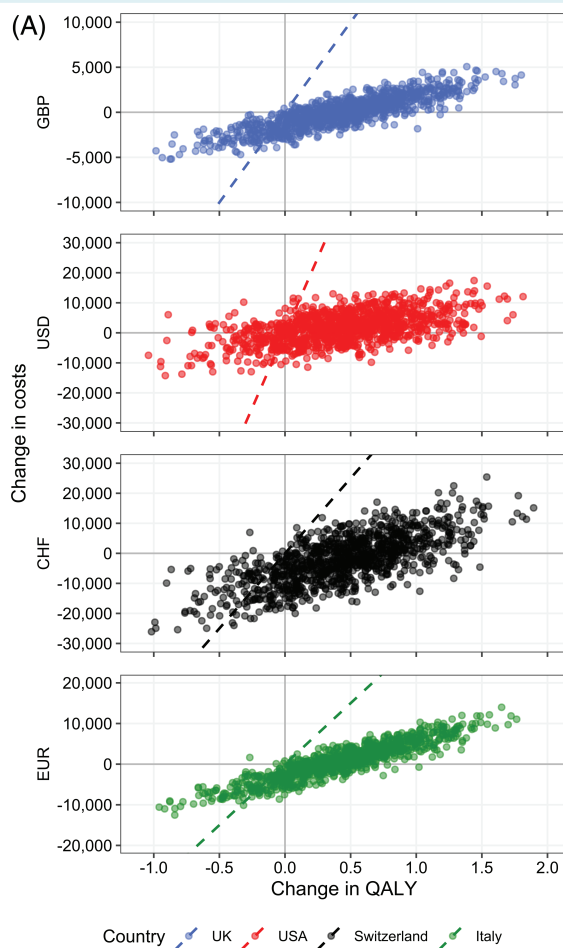 (A)
10,000
5,000
0
-5,000
-10,000
GBP
30,000
20,000
10,000
0
-10,000
-20,000
-30,000
USD
Change in costs
30,000
20,000
10,000
0
-10,000
-20,000
-30,000
CHF
20,000
10,000
0
-10,000
-20,000
EUR
-1.0 -0.5 0.0 0.5 1.0 1.5 2.0
Change in QALY
Country UK USA Switzerland Italy